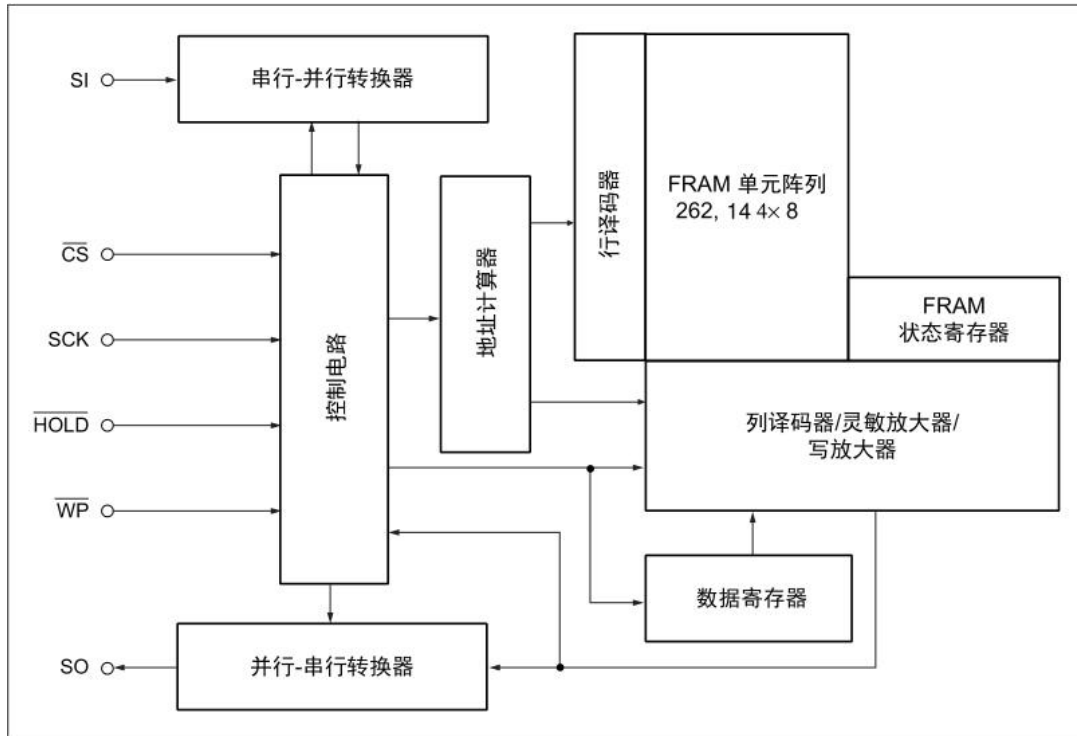 SI
串行-并行转换器
CS
SCK
HOLD
WP
SO
控制电路
并行-串行转换器
地址计算器
行译码器
FRAM 单元阵列
262, 14 4× 8
FRAM
状态寄存器
列译码器/灵敏放大器/
写放大器
数据寄存器